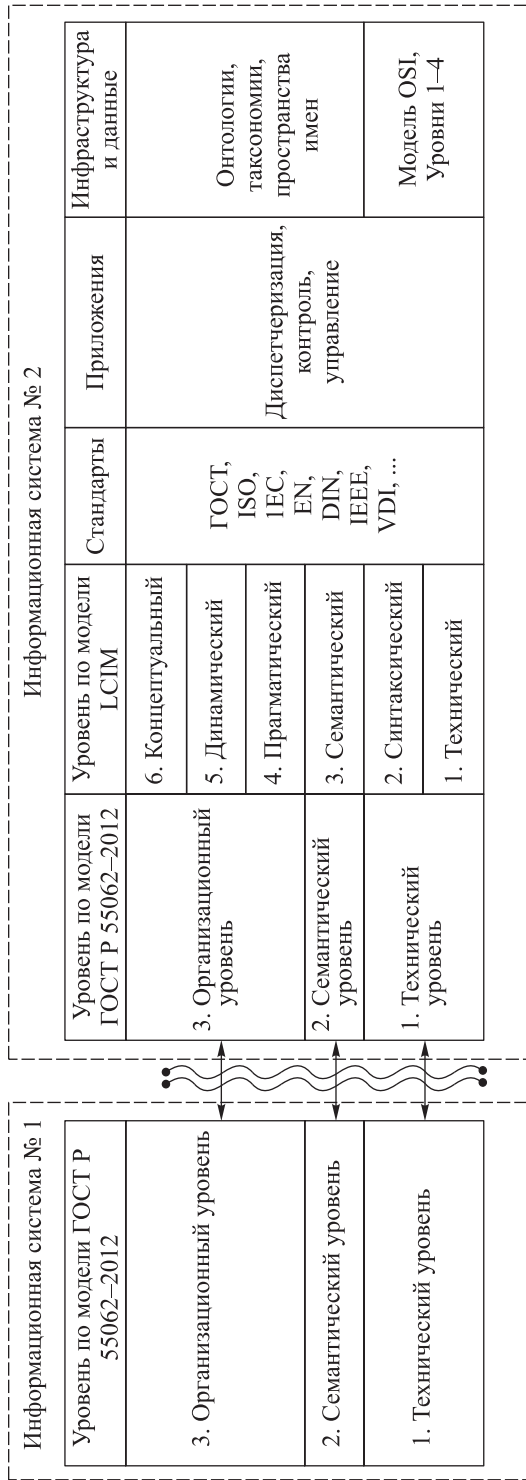 Информационная система № 1
Уровень по модели ГОСТ Р
55062–2012
3. Организационный уровень
2. Семантический уровень
1. Технический уровень
Информационная система № 2
Уровень по модели
ГОСТ Р 55062–2012
3. Организационный
уровень
2. Семантический
уровень
1. Технический
уровень
Уровень по модели
LCIM
6. Концептуальный
5. Динамический
4. Прагматический
3. Семантический
2. Синтаксический
1. Технический
Стандарты
ГОСТ,
ISO,
1EC,
EN,
DIN,
IEEE,
VDI, ...
Приложения
Диспетчеризация,
контроль,
управление
Инфраструктура
и данные
Онтологии,
таксономии,
пространства
имен
Модель OSI,
Уровни 1–4